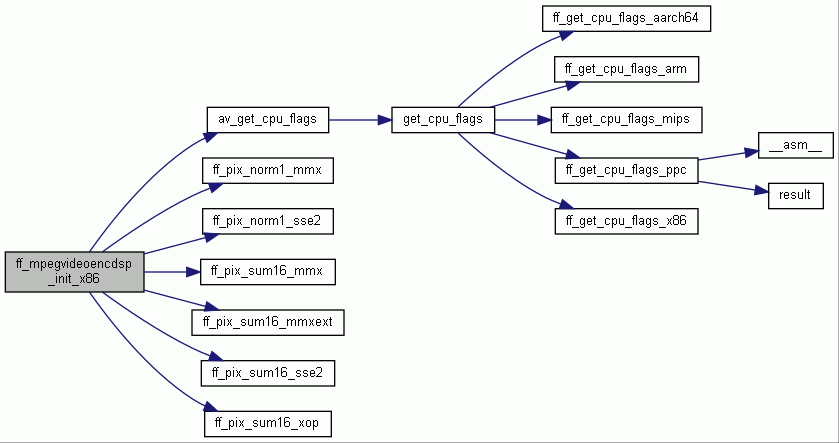 ff_get_cpu_flags_aarch64
ff_get_cpu_flags_arm
av_get_cpu_flags
get_cpu_flags
ff_get_cpu_flags_mips
__asm__
ff_pix_norm1_mmx
ff_get_cpu_flags_ppc
result
ff_pix_norm1_sse2
ff_get_cpu_flags_x86
ff_mpegvideoencdsp
_init_x86
ff_pix_sum16_mmx
ff_pix_sum16_mmxext
ff_pix_sum16_sse2
ff_pix_sum16_xop